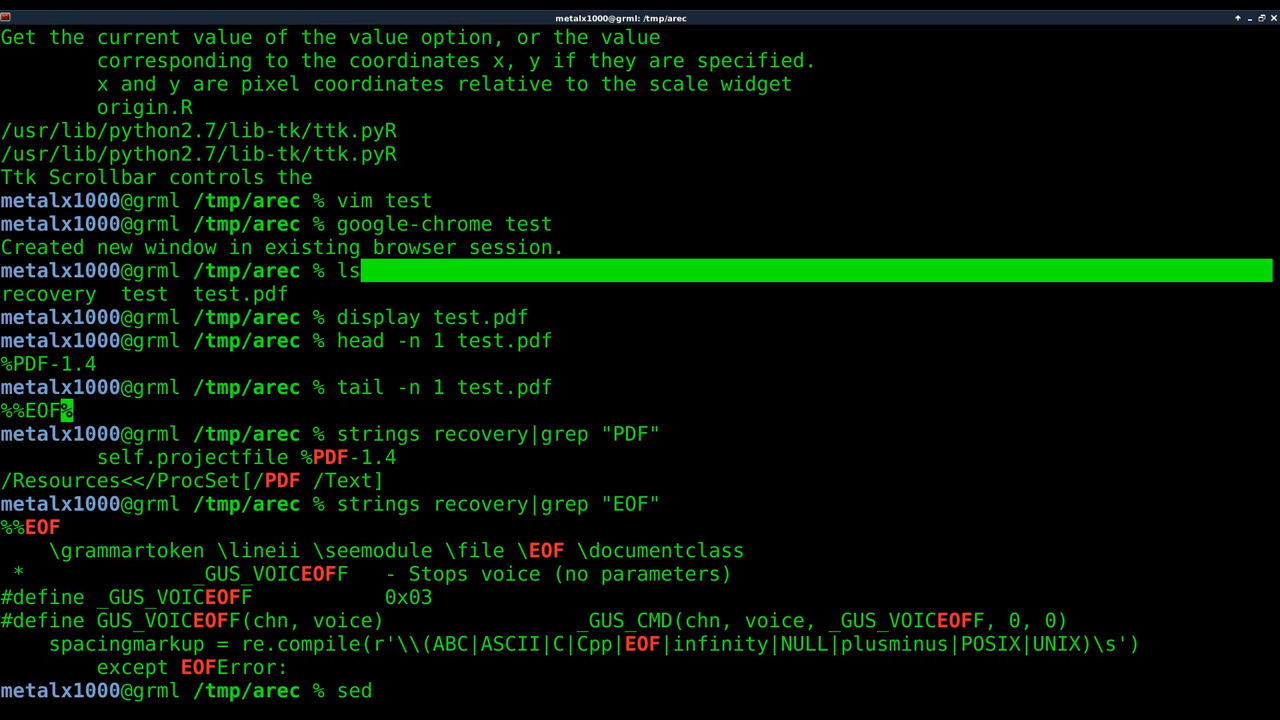 metalx1000@grml: /tmp/arec
Get the current value of the value option, or the value
corresponding to the coordinates x, y if they are specified.
x and y are pixel coordinates relative to the scale widget
origin.R
/usr/lib/python2.7/lib-tk/ttk.pyR
/usr/lib/python2.7/lib-tk/ttk.pyR
Ttk Scrollbar controls the
metalx1000@grml /tmp/arec % vim test
metalx1000@grml /tmp/arec % google-chrome test
Created new window in existing browser session.
metalx1000@grml /tmp/arec % ls
recovery  test  test.pdf
metalx1000@grml /tmp/arec % display test.pdf
metalx1000@grml /tmp/arec % head -n 1 test.pdf
%PDF-1.4
metalx1000@grml /tmp/arec % tail -n 1 test.pdf
%%EOF%
metalx1000@grml /tmp/arec % strings recovery|grep "PDF"
        self.projectfile %PDF-1.4
/Resources<</ProcSet[/PDF /Text]
metalx1000@grml /tmp/arec % strings recovery|grep "EOF"
%%EOF
    \grammartoken \lineii \seemodule \file \EOF \documentclass
 *              _GUS_VOICEOFF   - Stops voice (no parameters)
#define _GUS_VOICEOFF           0x03
#define GUS_VOICEOFF(chn, voice)                _GUS_CMD(chn, voice, _GUS_VOICEOFF, 0, 0)
    spacingmarkup = re.compile(r'\\(ABC|ASCII|C|Cpp|EOF|infinity|NULL|plusminus|POSIX|UNIX)\s')
        except EOFError:
metalx1000@grml /tmp/arec % sed